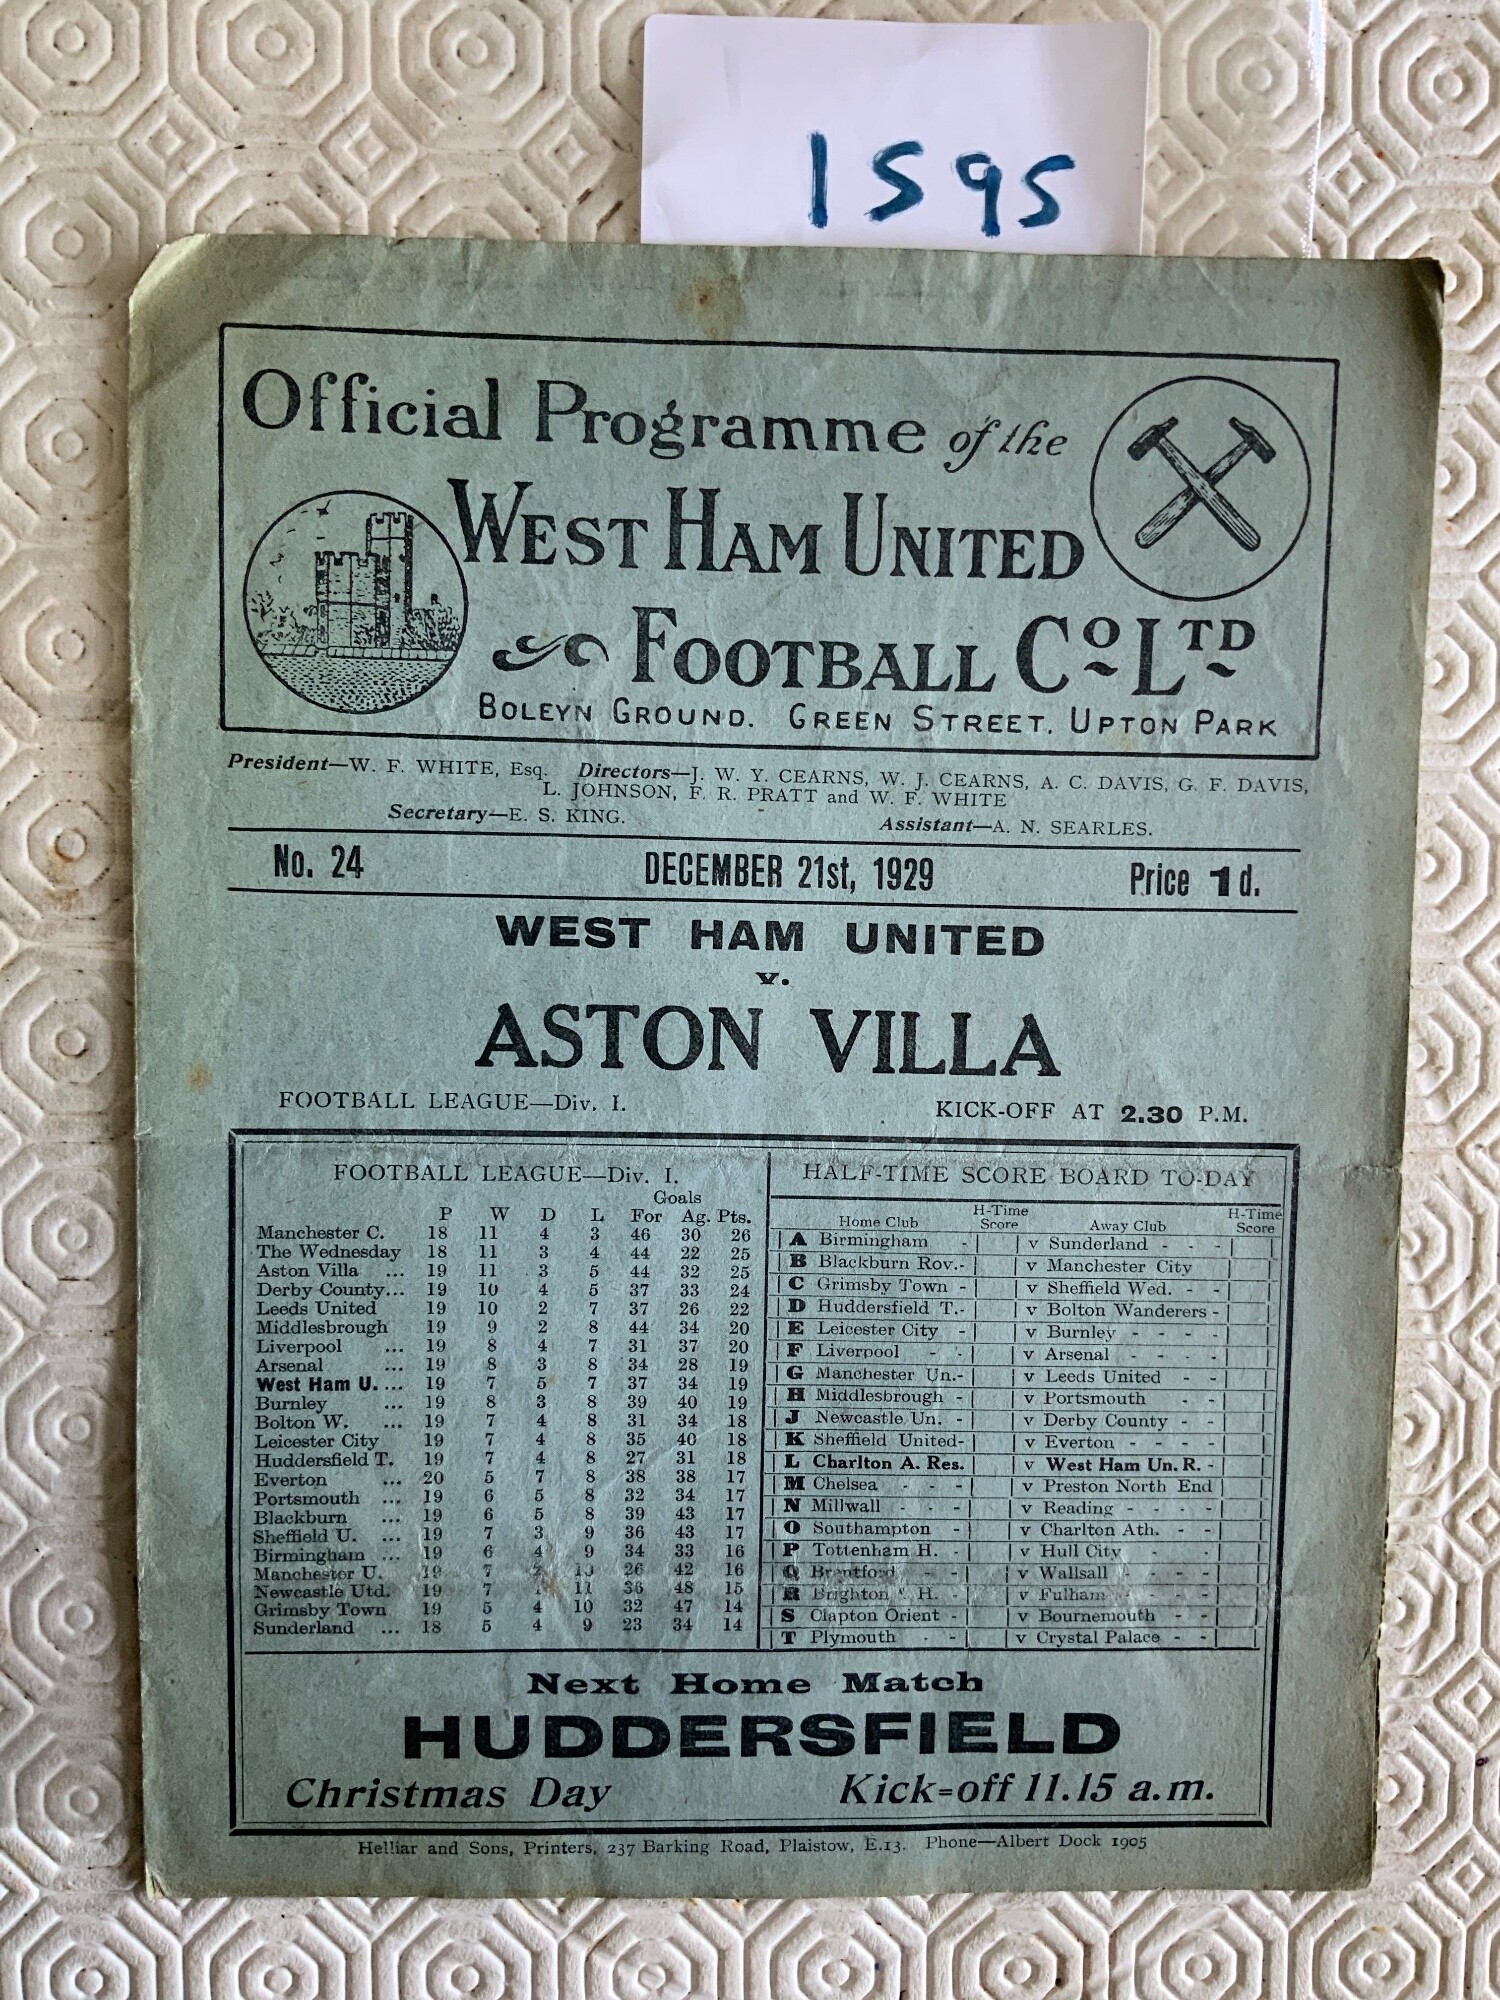 1595
Official Programme of the
WEST HAM UNITED
FOOTBALL CO LTD
BOLEYN GROUND. GREEN STREET. UPTON PARK
President—W. F. WHITE, Esq. Directors—J. W. Y. CEARNS, W. J. CEARNS, A. C. DAVIS, G. F. DAVIS,
L. JOHNSON, F. R. PRATT and W. F. WHITE
Secretary—E. S. KING. Assistant—A. N. SEARLES.
No. 24 DECEMBER 21st, 1929 Price 1d.
WEST HAM UNITED
v.
ASTON VILLA
FOOTBALL LEAGUE—Div. I. KICK-OFF AT 2.30 P.M.
FOOTBALL LEAGUE—Div. I.
Goals
P W D L For Ag. Pts.
Manchester C. 18 11 4 3 46 30 26
The Wednesday 18 11 3 4 44 22 25
Aston Villa ... 19 11 3 5 44 32 25
Derby County... 19 10 4 5 37 33 24
Leeds United 19 10 2 7 37 26 22
Middlesbrough 19 9 2 8 44 34 20
Liverpool ... 19 8 4 7 31 37 20
Arsenal ... 19 8 3 8 34 28 19
West Ham U. ... 19 7 5 7 37 34 19
Burnley ... 19 8 3 8 39 40 19
Bolton W. ... 19 7 4 8 31 34 18
Leicester City 19 7 4 8 35 40 18
Huddersfield T. 19 7 4 8 27 31 18
Everton ... 20 5 7 8 38 38 17
Portsmouth ... 19 6 5 8 32 34 17
Blackburn ... 19 6 5 8 39 43 17
Sheffield U. ... 19 7 3 9 36 43 17
Birmingham ... 19 6 4 9 34 33 16
Manchester U. 19 7 2 10 26 42 16
Newcastle Utd. 19 7 1 11 36 48 15
Grimsby Town 19 5 4 10 32 47 14
Sunderland ... 18 5 4 9 23 34 14
HALF-TIME SCORE BOARD TO-DAY
Home Club H-Time Score Away Club H-Time Score
A Birmingham - v Sunderland - - -
B Blackburn Rov.- v Manchester City
C Grimsby Town - v Sheffield Wed. - -
D Huddersfield T.- v Bolton Wanderers -
E Leicester City - v Burnley - - - -
F Liverpool - - v Arsenal - - - -
G Manchester Un.- v Leeds United - -
H Middlesbrough - v Portsmouth - -
J Newcastle Un. - v Derby County - -
K Sheffield United- v Everton - - - -
L Charlton A. Res. v West Ham Un. R. -
M Chelsea - - - v Preston North End
N Millwall - - - v Reading - - - -
O Southampton - v Charlton Ath. - -
P Tottenham H. - v Hull City - -
Q Brentford - - v Walsall - - - -
R Brighton & H. - v Fulham - - -
S Clapton Orient - v Bournemouth - -
T Plymouth - - v Crystal Palace - -
Next Home Match
HUDDERSFIELD
Christmas Day Kick=off 11.15 a.m.
Helliar and Sons, Printers, 237 Barking Road, Plaistow, E.13. Phone—Albert Dock 1905